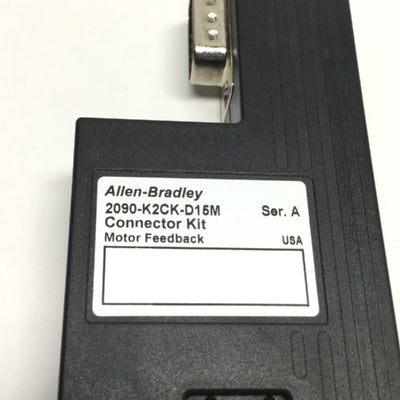 Allen-Bradley
2090-K2CK-D15M Ser. A
Connector Kit
Motor Feedback USA